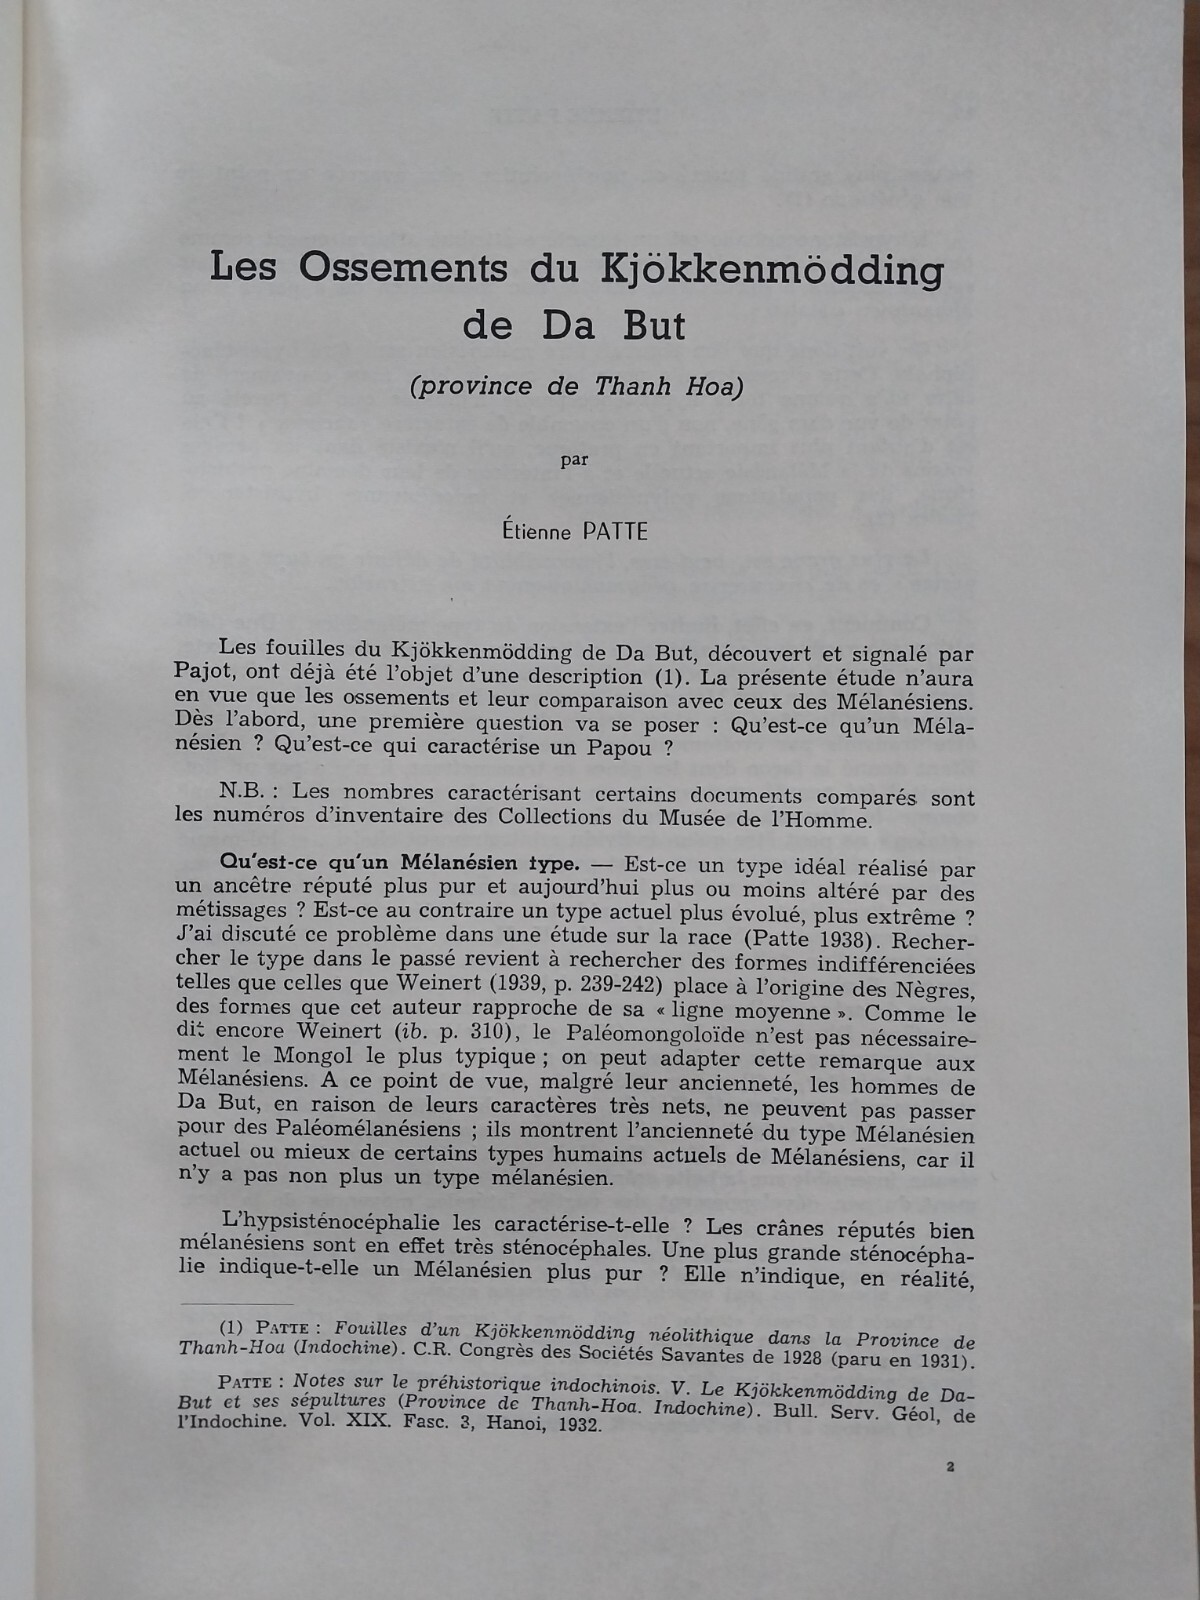 Les Ossements du Kjökkenmödding
de Da But
(province de Thanh Hoa)
par
Étienne PATTE
Les fouilles du Kjökkenmödding de Da But, découvert et signalé par
Pajot, ont déjà été l'objet d'une description (1). La présente étude n'aura
en vue que les ossements et leur comparaison avec ceux des Mélanésiens.
Dès l'abord, une première question va se poser : Qu'est-ce qu'un Méla-
nésien ? Qu'est-ce qui caractérise un Papou ?
N.B. : Les nombres caractérisant certains documents comparés sont
les numéros d'inventaire des Collections du Musée de l'Homme.
Qu'est-ce qu'un Mélanésien type. — Est-ce un type idéal réalisé par
un ancêtre réputé plus pur et aujourd'hui plus ou moins altéré par des
métissages ? Est-ce au contraire un type actuel plus évolué, plus extrême ?
J'ai discuté ce problème dans une étude sur la race (Patte 1938). Recher-
cher le type dans le passé revient à rechercher des formes indifférenciées
telles que celles que Weinert (1939, p. 239-242) place à l'origine des Nègres,
des formes que cet auteur rapproche de sa « ligne moyenne ». Comme le
dit encore Weinert (ib. p. 310), le Paléomongoloïde n'est pas nécessaire-
ment le Mongol le plus typique ; on peut adapter cette remarque aux
Mélanésiens. A ce point de vue, malgré leur ancienneté, les hommes de
Da But, en raison de leurs caractères très nets, ne peuvent pas passer
pour des Paléomélanésiens ; ils montrent l'ancienneté du type Mélanésien
actuel ou mieux de certains types humains actuels de Mélanésiens, car il
n'y a pas non plus un type mélanésien.
L'hypsisténocéphalie les caractérise-t-elle ? Les crânes réputés bien
mélanésiens sont en effet très sténocéphales. Une plus grande sténocépha-
lie indique-t-elle un Mélanésien plus pur ? Elle n'indique, en réalité,
(1) PATTE : Fouilles d'un Kjökkenmödding néolithique dans la Province de
Thanh-Hoa (Indochine). C.R. Congrès des Sociétés Savantes de 1928 (paru en 1931).
PATTE : Notes sur le préhistorique indochinois. V. Le Kjökkenmödding de Da-
But et ses sépultures (Province de Thanh-Hoa. Indochine). Bull. Serv. Géol, de
l'Indochine. Vol. XIX. Fasc. 3, Hanoi, 1932.
2